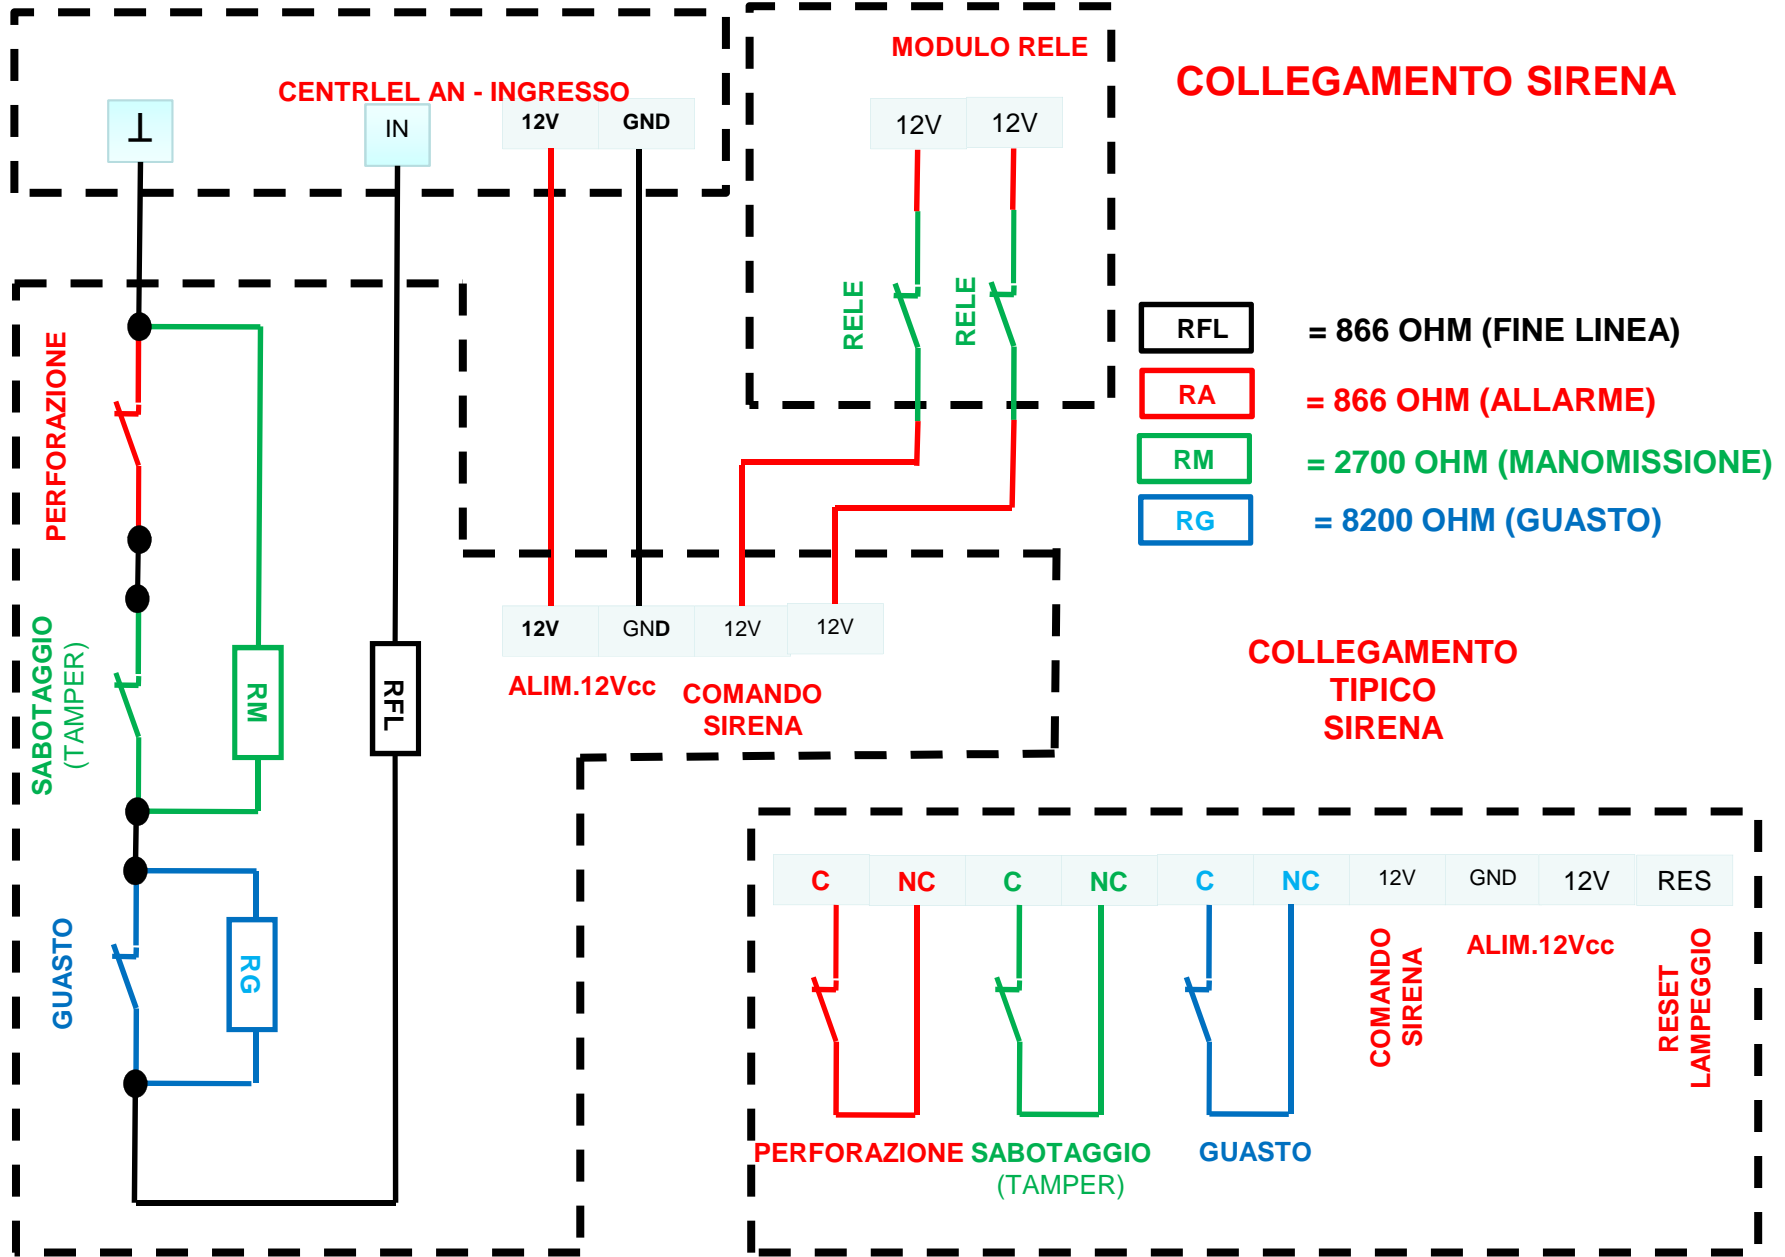 MODULO RELE
COLLEGAMENTO SIRENA
CENTRLEL AN - INGRESSO
⊥
IN
12V
GND
12V
12V
RELE
RELE
RFL
= 866 OHM (FINE LINEA)
RA
= 866 OHM (ALLARME)
RM
= 2700 OHM (MANOMISSIONE)
RG
= 8200 OHM (GUASTO)
PERFORAZIONE
SABOTAGGIO
(TAMPER)
RM
RFL
GUASTO
RG
12V
GND
12V
12V
ALIM.12Vcc
COMANDO
SIRENA
COLLEGAMENTO
TIPICO
SIRENA
C
NC
C
NC
C
NC
12V
GND
12V
RES
COMANDO
SIRENA
ALIM.12Vcc
RESET
LAMPEGGIO
PERFORAZIONE
SABOTAGGIO
(TAMPER)
GUASTO